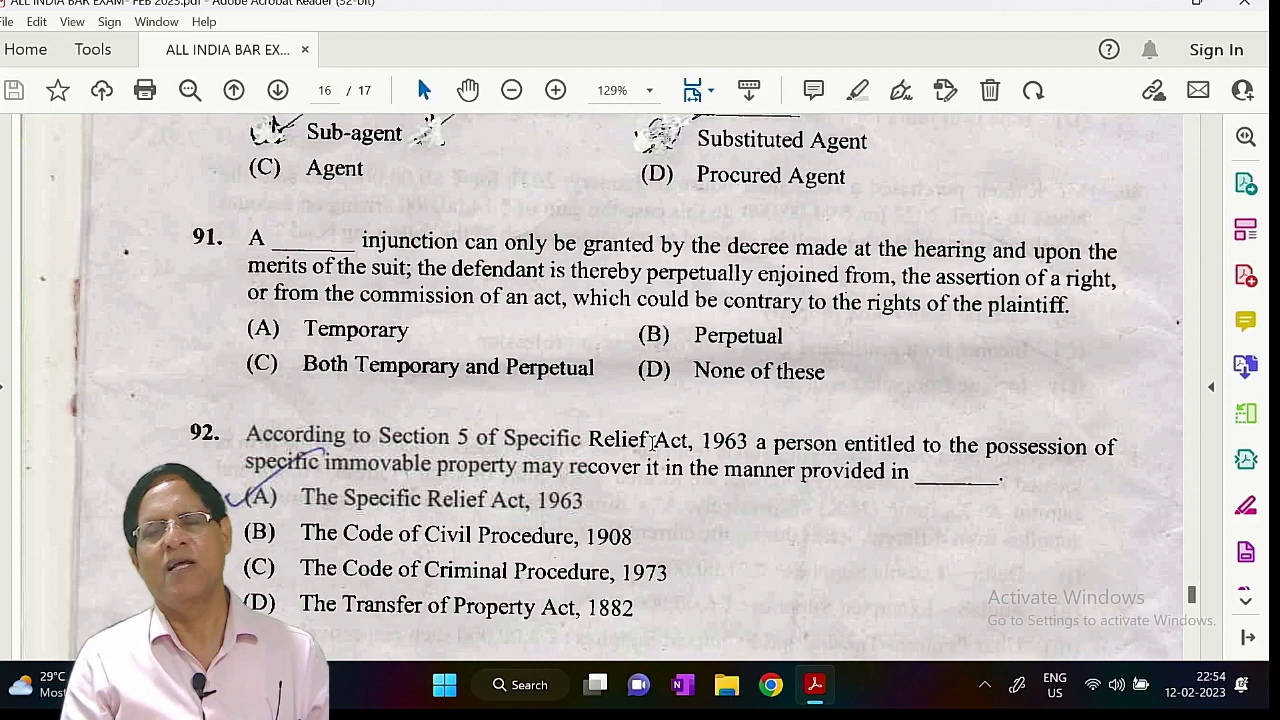 ALL INDIA BAR EXAM- FEB 2023.pdf - Adobe Acrobat Reader (32-bit)
File Edit View Sign Window Help
Home Tools ALL INDIA BAR EX... × Sign In
16 / 17 129%
Sub-agent
Substituted Agent
(C) Agent
(D) Procured Agent
91. A ______ injunction can only be granted by the decree made at the hearing and upon the
merits of the suit; the defendant is thereby perpetually enjoined from, the assertion of a right,
or from the commission of an act, which could be contrary to the rights of the plaintiff.
(A) Temporary
(B) Perpetual
(C) Both Temporary and Perpetual
(D) None of these
92. According to Section 5 of Specific Relief Act, 1963 a person entitled to the possession of
specific immovable property may recover it in the manner provided in ______.
(A) The Specific Relief Act, 1963
(B) The Code of Civil Procedure, 1908
(C) The Code of Criminal Procedure, 1973
(D) The Transfer of Property Act, 1882
Activate Windows
Go to Settings to activate Windows.
29°C
Search
ENG
US
22:54
12-02-2023